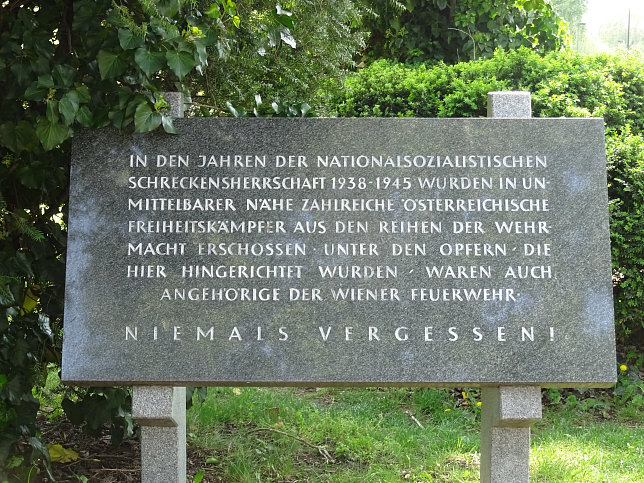 IN DEN JAHREN DER NATIONALSOZIALISTISCHEN
SCHRECKENSHERRSCHAFT 1938-1945 WURDEN IN UN-
MITTELBARER NÄHE ZAHLREICHE ÖSTERREICHISCHE
FREIHEITSKÄMPFER AUS DEN REIHEN DER WEHR-
MACHT ERSCHOSSEN · UNTER DEN OPFERN · DIE
HIER HINGERICHTET WURDEN · WAREN AUCH
ANGEHÖRIGE DER WIENER FEUERWEHR·
NIEMALS VERGESSEN!